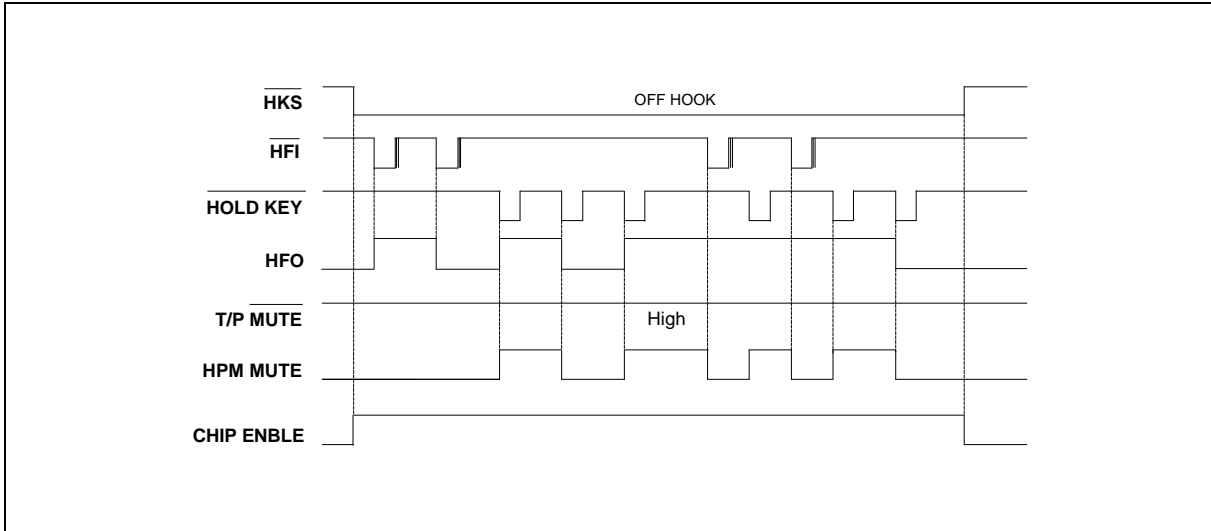 HKS
OFF HOOK
HFI
HOLD KEY
HFO
T/P MUTE
High
HPM MUTE
CHIP ENBLE